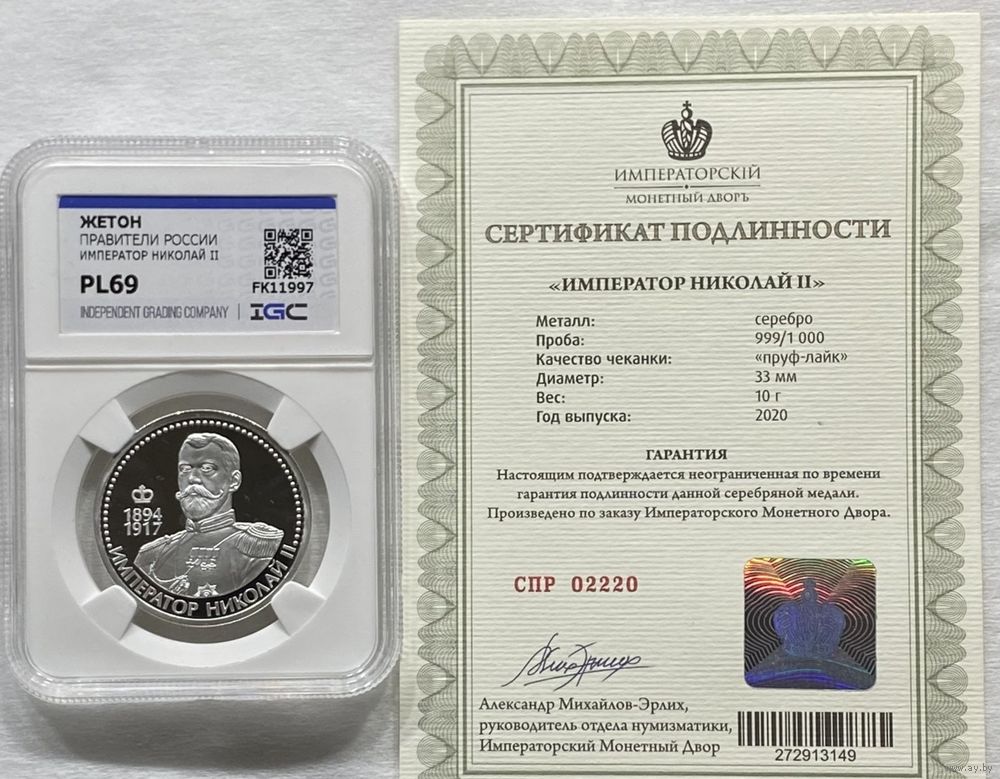 ЖЕТОН
ПРАВИТЕЛИ РОССИИ
ИМПЕРАТОР НИКОЛАЙ II
PL69
FK11997
INDEPENDENT GRADING COMPANY
IGC
1894
1917
ИМПЕРАТОР НИКОЛАЙ II
ИМПЕРАТОРСКІЙ
МОНЕТНЫЙ ДВОРЪ
СЕРТИФИКАТ ПОДЛИННОСТИ
«ИМПЕРАТОР НИКОЛАЙ II»
Металл: серебро
Проба: 999/1 000
Качество чеканки: «пруф-лайк»
Диаметр: 33 мм
Вес: 10 г
Год выпуска: 2020
ГАРАНТИЯ
Настоящим подтверждается неограниченная по времени
гарантия подлинности данной серебряной медали.
Произведено по заказу Императорского Монетного Двора.
СПР 02220
Александр Михайлов-Эрлих,
руководитель отдела нумизматики,
Императорский Монетный Двор
272913149
www.ay.by